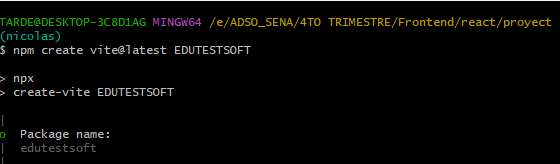 TARDE@DESKTOP-3C8D1AG MINGW64 /e/ADSO_SENA/4TO TRIMESTRE/Frontend/react/proyect
(nicolas)
$ npm create vite@latest EDUTESTSOFT
> npx
> create-vite EDUTESTSOFT
|
o Package name:
| edutestsoft
|